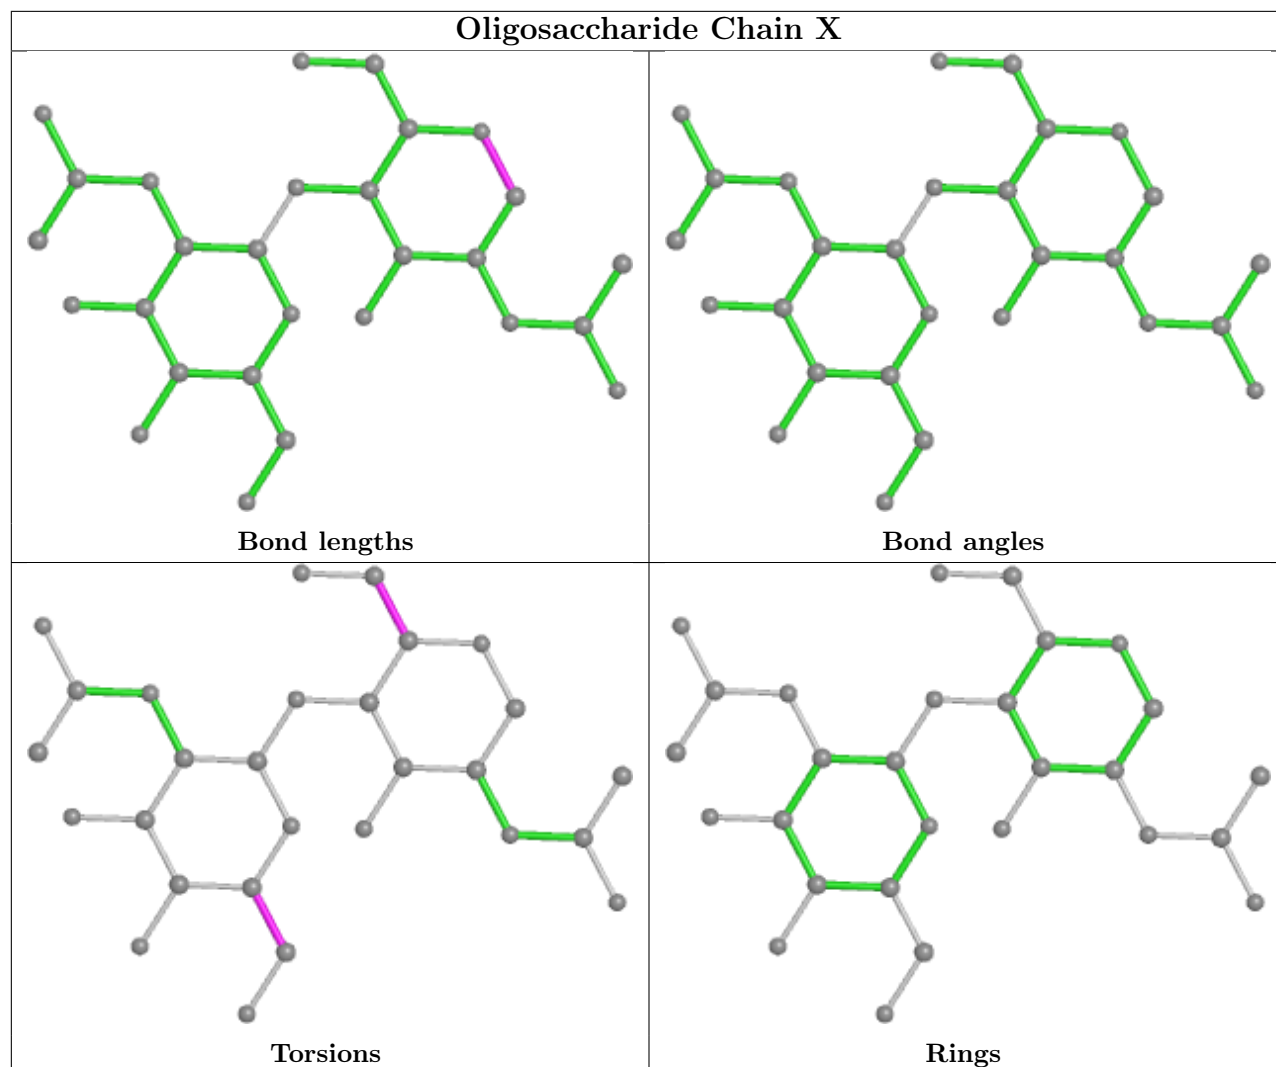 Oligosaccharide Chain X
Bond lengths
Bond angles
Torsions
Rings